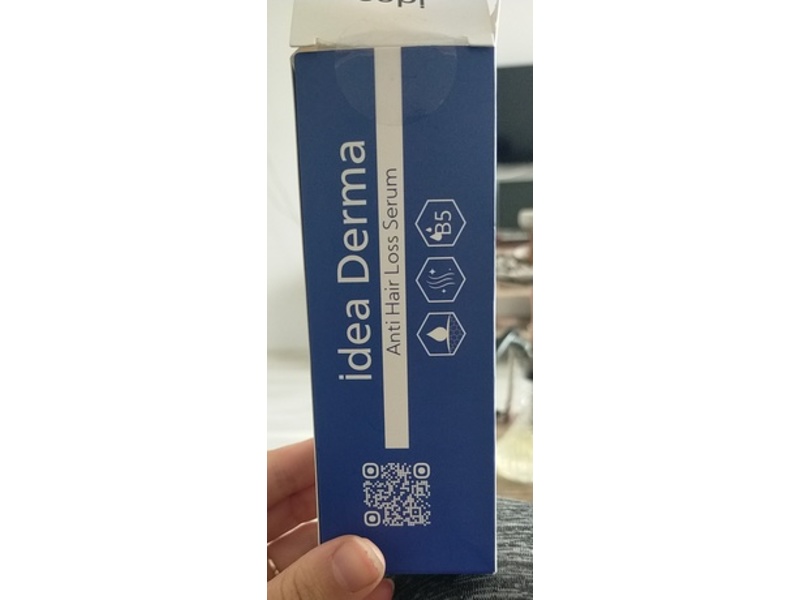 idea Derma
Anti Hair Loss Serum
B5